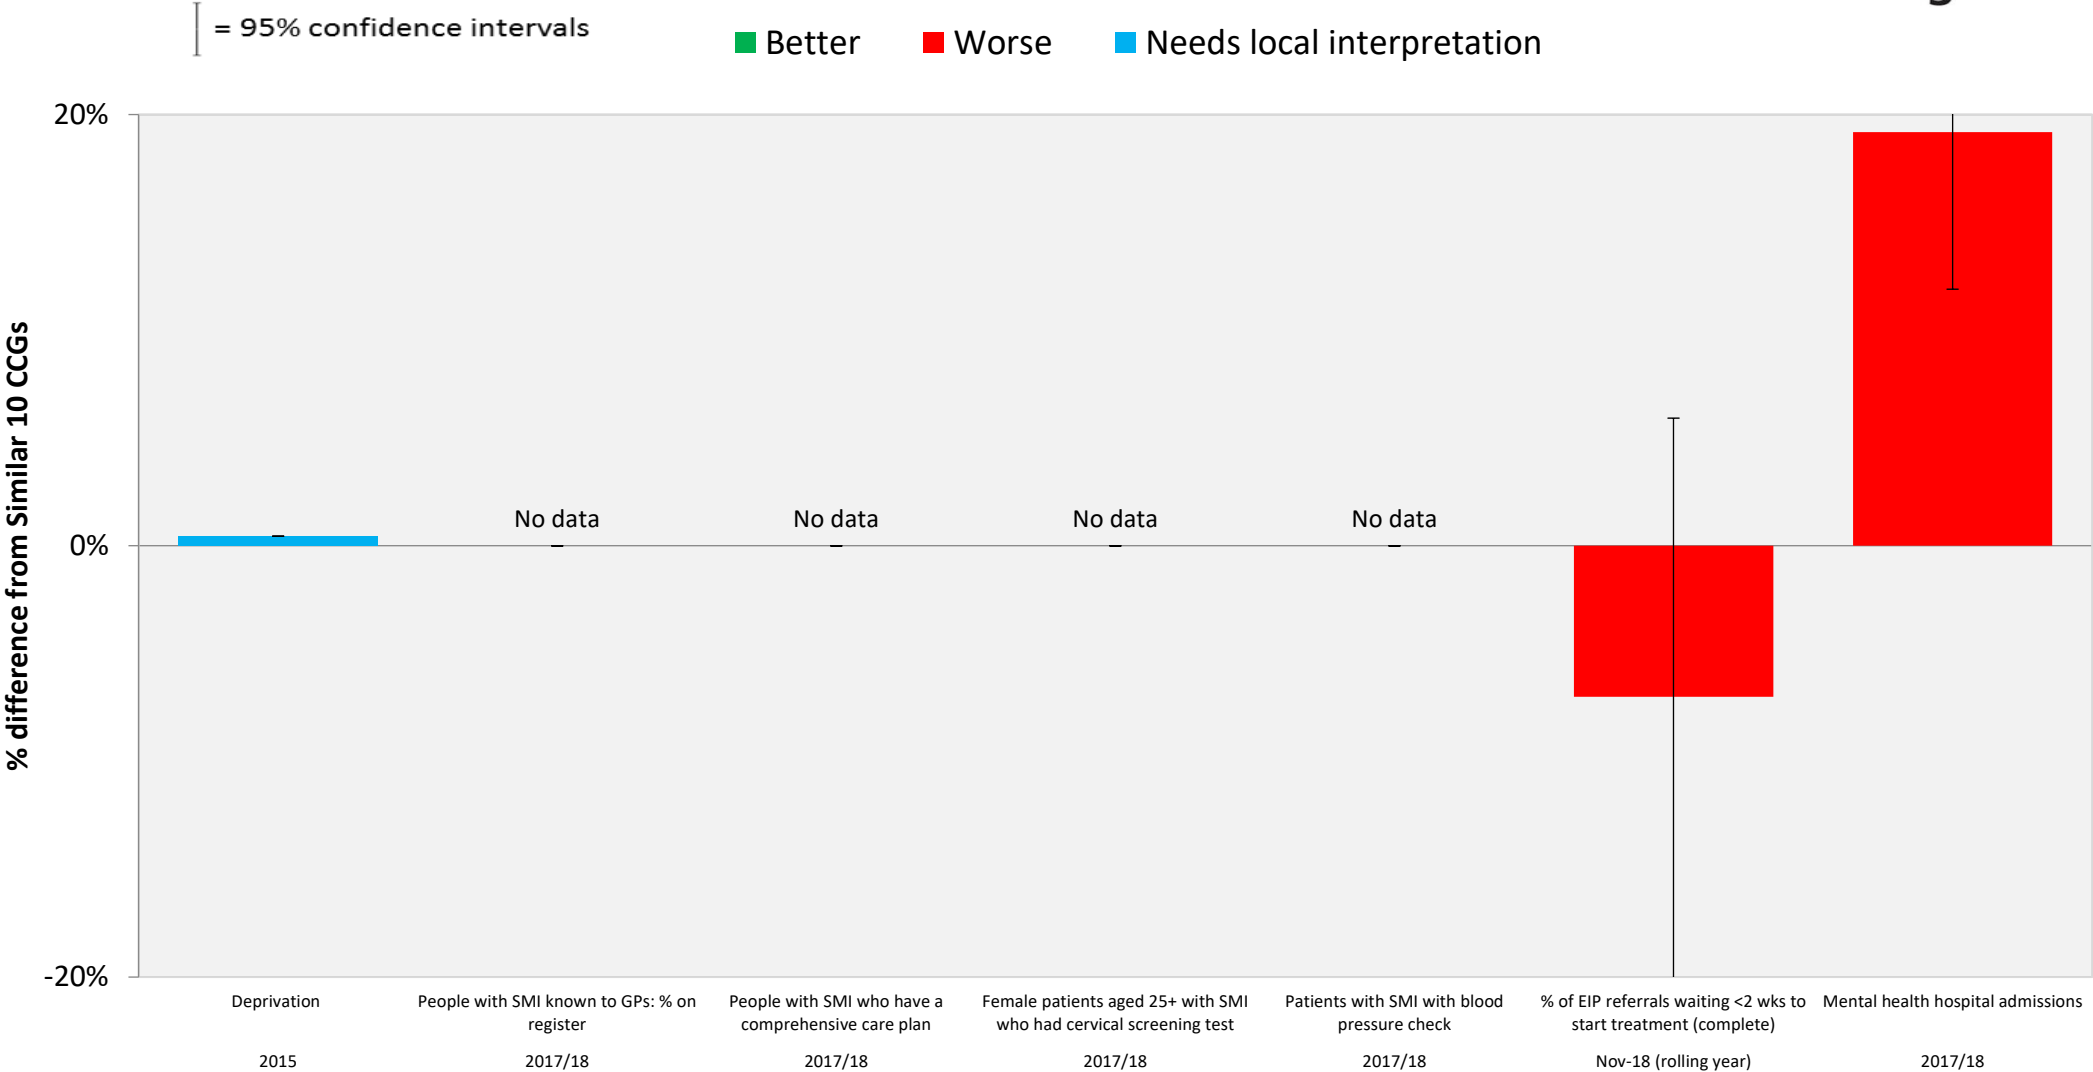 = 95% confidence intervals
Better
Worse
Needs local interpretation
20%
0%
-20%
% difference from Similar 10 CCGs
No data
No data
No data
No data
Deprivation
2015
People with SMI known to GPs: % on
register
2017/18
People with SMI who have a
comprehensive care plan
2017/18
Female patients aged 25+ with SMI
who had cervical screening test
2017/18
Patients with SMI with blood
pressure check
2017/18
% of EIP referrals waiting <2 wks to
start treatment (complete)
Nov-18 (rolling year)
Mental health hospital admissions
2017/18